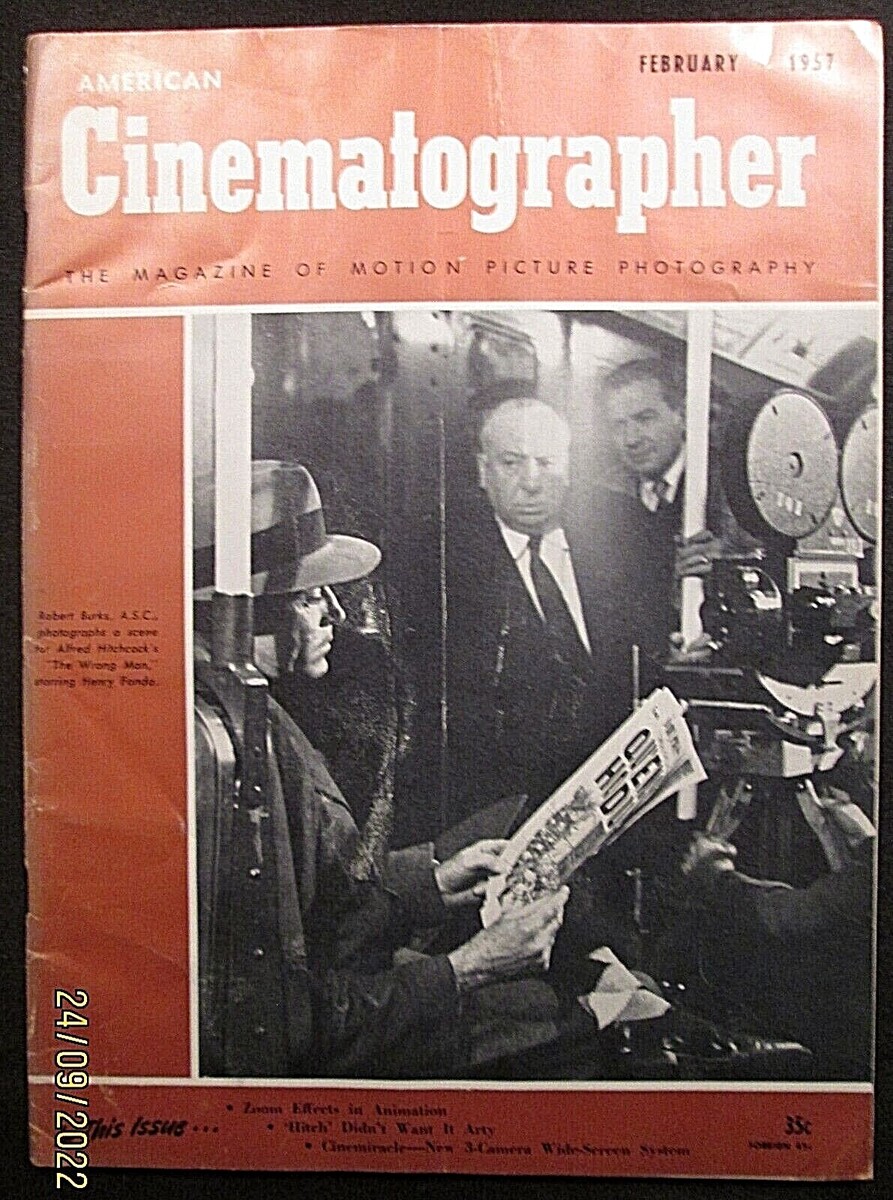 AMERICAN
FEBRUARY 1957
Cinematographer
THE MAGAZINE OF MOTION PICTURE PHOTOGRAPHY
Robert Burks, A.S.C.,
photographs a scene
for Alfred Hitchcock's
"The Wrong Man,"
starring Henry Fonda.
This Issue...
• Zoom Effects in Animation
• 'Hitch' Didn't Want It Arty
• Cinemiracle—New 3-Camera Wide-Screen System
35c
FOREIGN 45c
24/09/2022